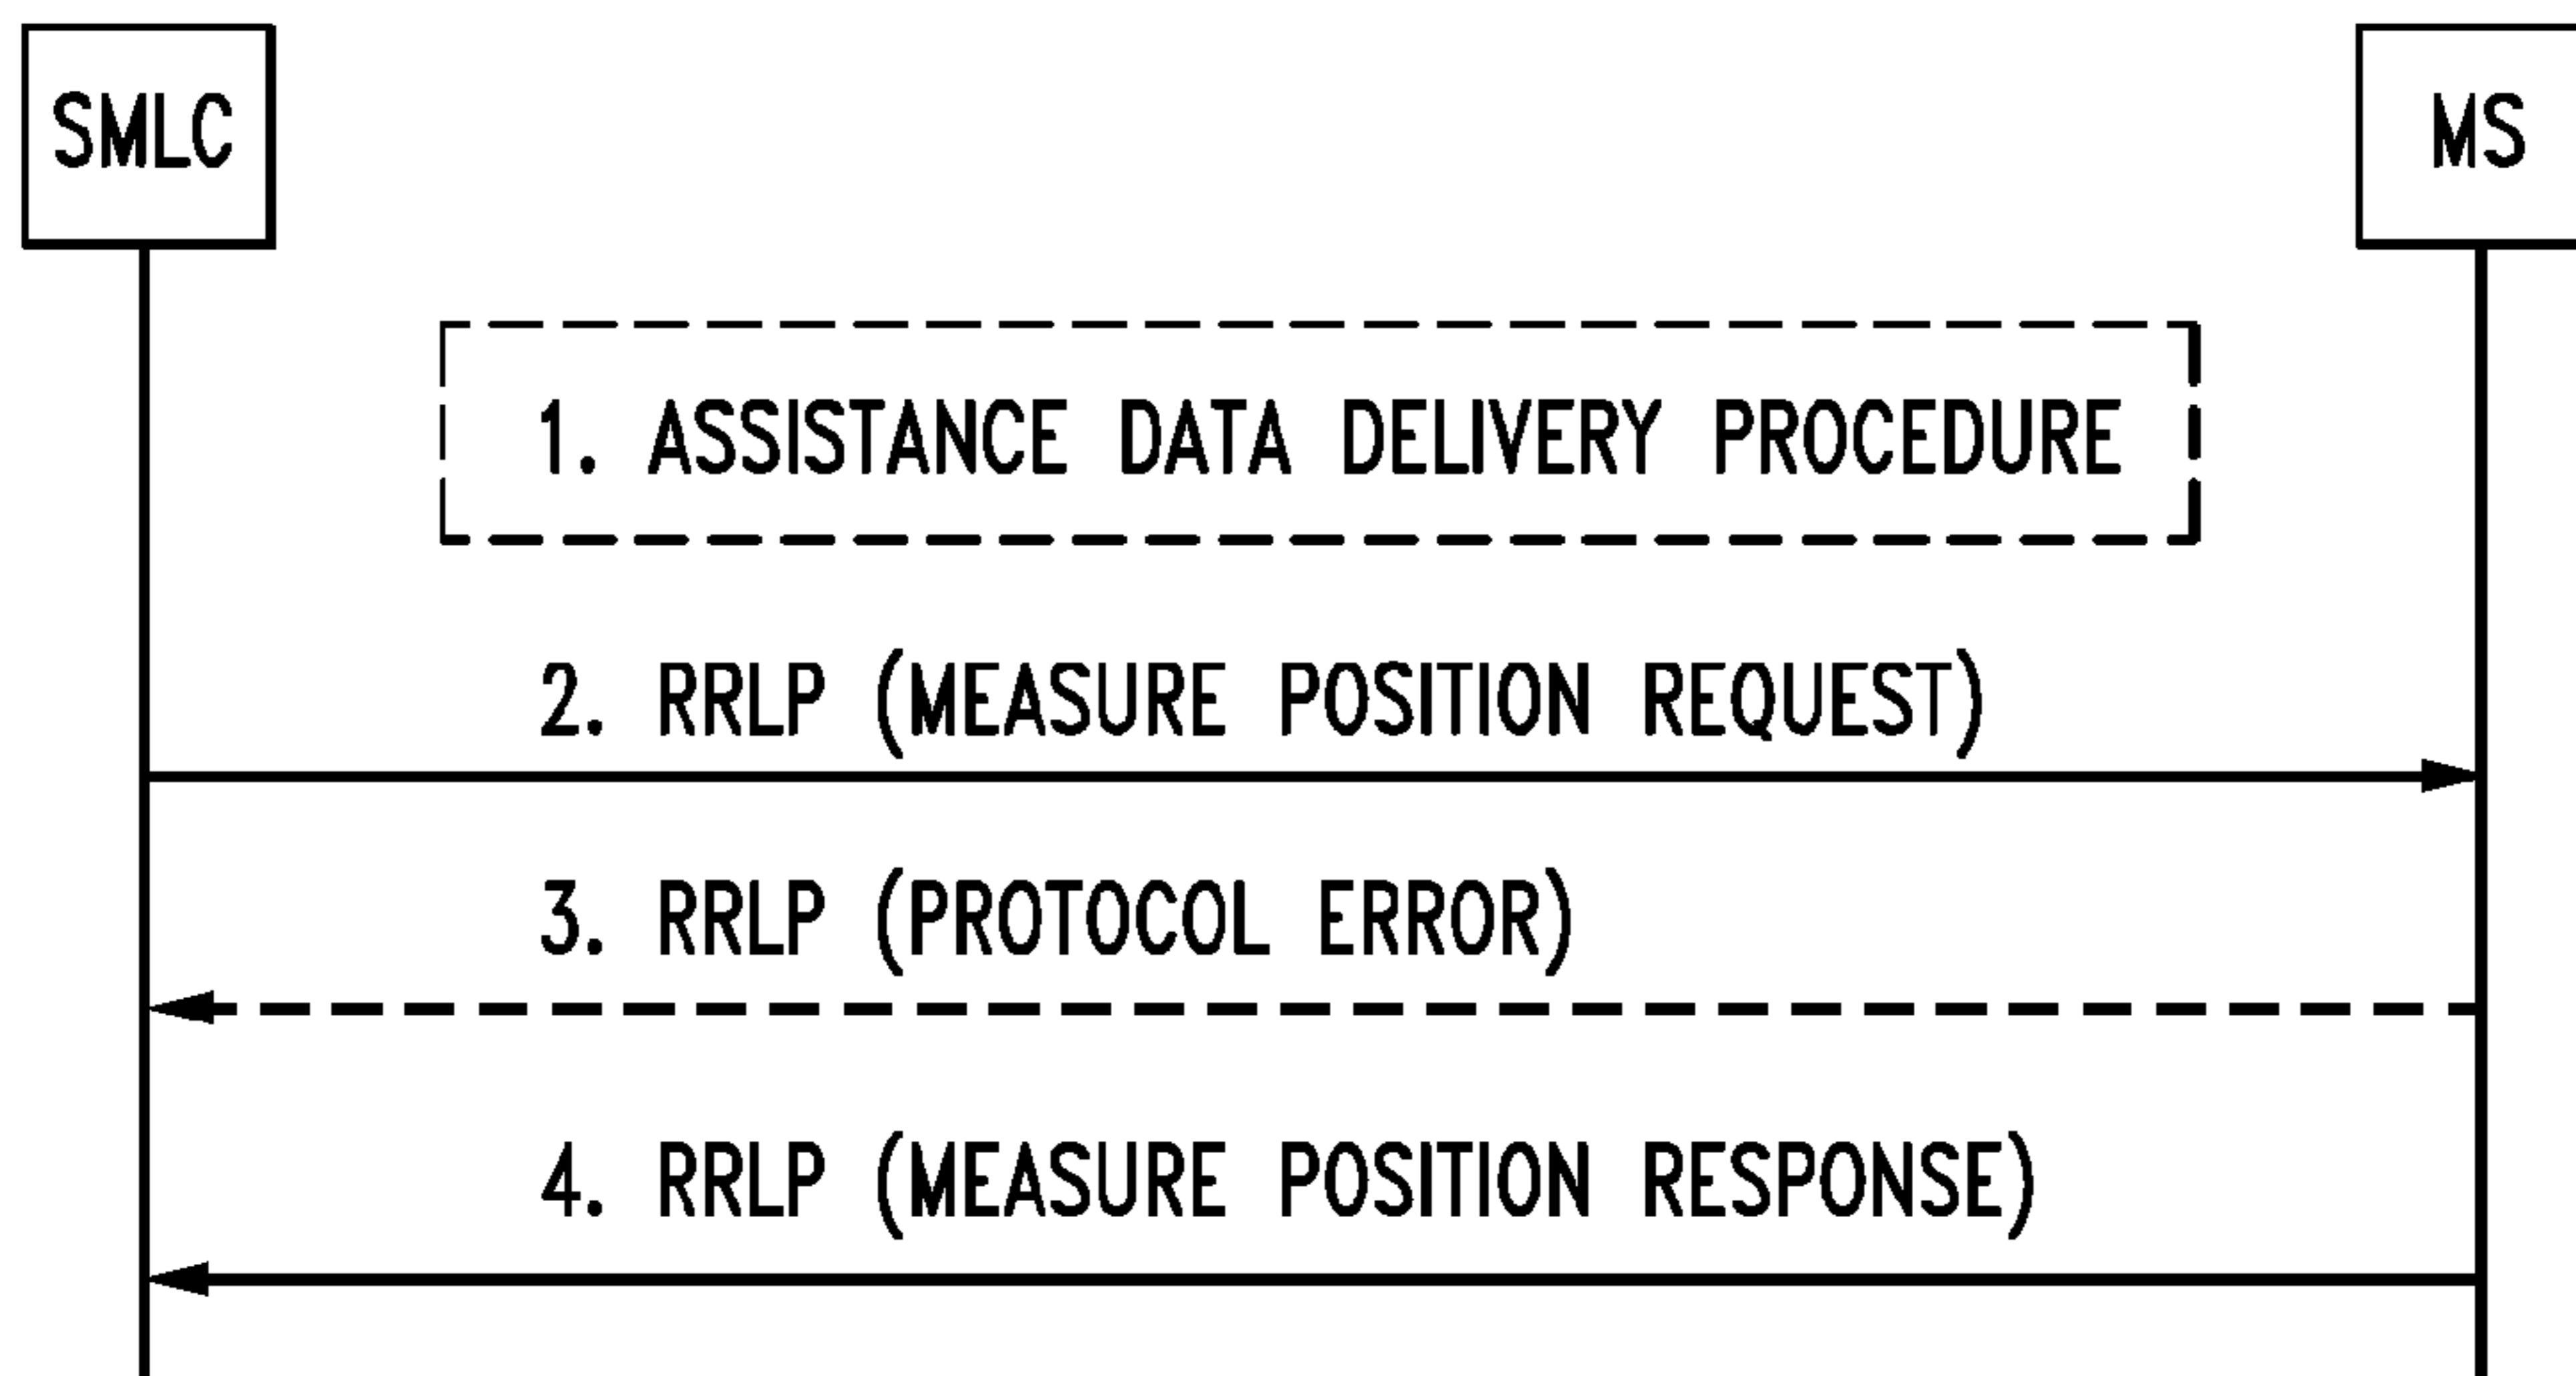 SMLC
MS
1. ASSISTANCE DATA DELIVERY PROCEDURE
2. RRLP (MEASURE POSITION REQUEST)
3. RRLP (PROTOCOL ERROR)
4. RRLP (MEASURE POSITION RESPONSE)